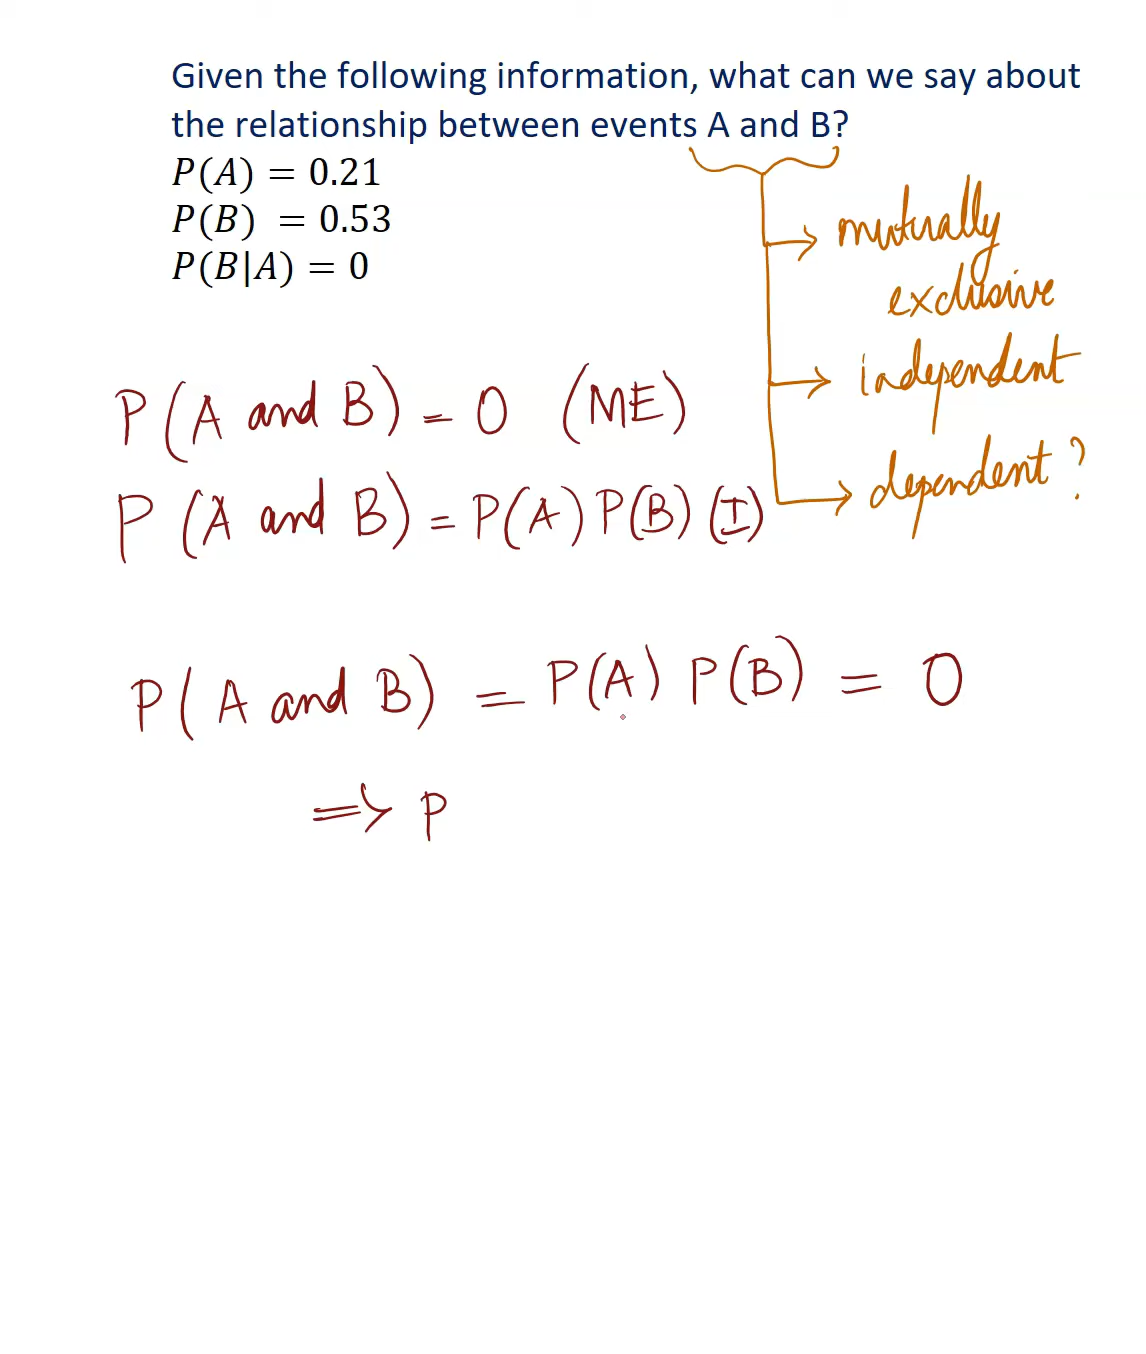 Given the following information, what can we say about
the relationship between events A and B?
P(A) = 0.21
P(B) = 0.53
P(B|A) = 0
mutually
exclusive
independent
dependent?
P(A and B) = 0 (ME)
P(A and B) = P(A) P(B) (I)
P(A and B) = P(A) P(B) = 0
⇒ P